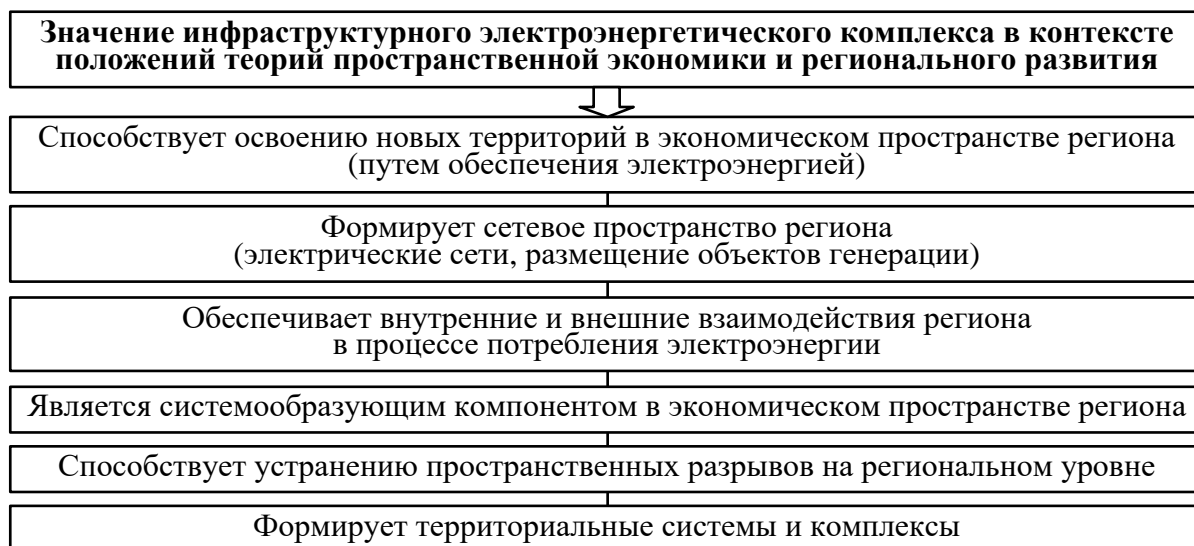 Значение инфраструктурного электроэнергетического комплекса в контексте
положений теорий пространственной экономики и регионального развития
Способствует освоению новых территорий в экономическом пространстве региона
(путем обеспечения электроэнергией)
Формирует сетевое пространство региона
(электрические сети, размещение объектов генерации)
Обеспечивает внутренние и внешние взаимодействия региона
в процессе потребления электроэнергии
Является системообразующим компонентом в экономическом пространстве региона
Способствует устранению пространственных разрывов на региональном уровне
Формирует территориальные системы и комплексы